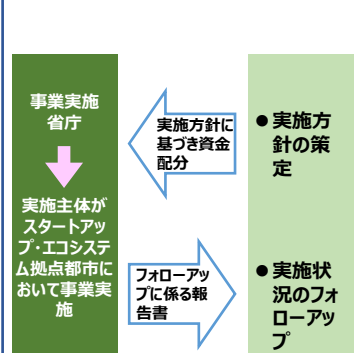 事業実施
省庁
実施主体が
スタートアッ
プ・エコシステ
ム拠点都市に
おいて事業実
施
実施方針に
基づき資金
配分
フォローアッ
プに係る報
告書
●実施方
針の策
定
●実施状
況のフォ
ローアッ
プ